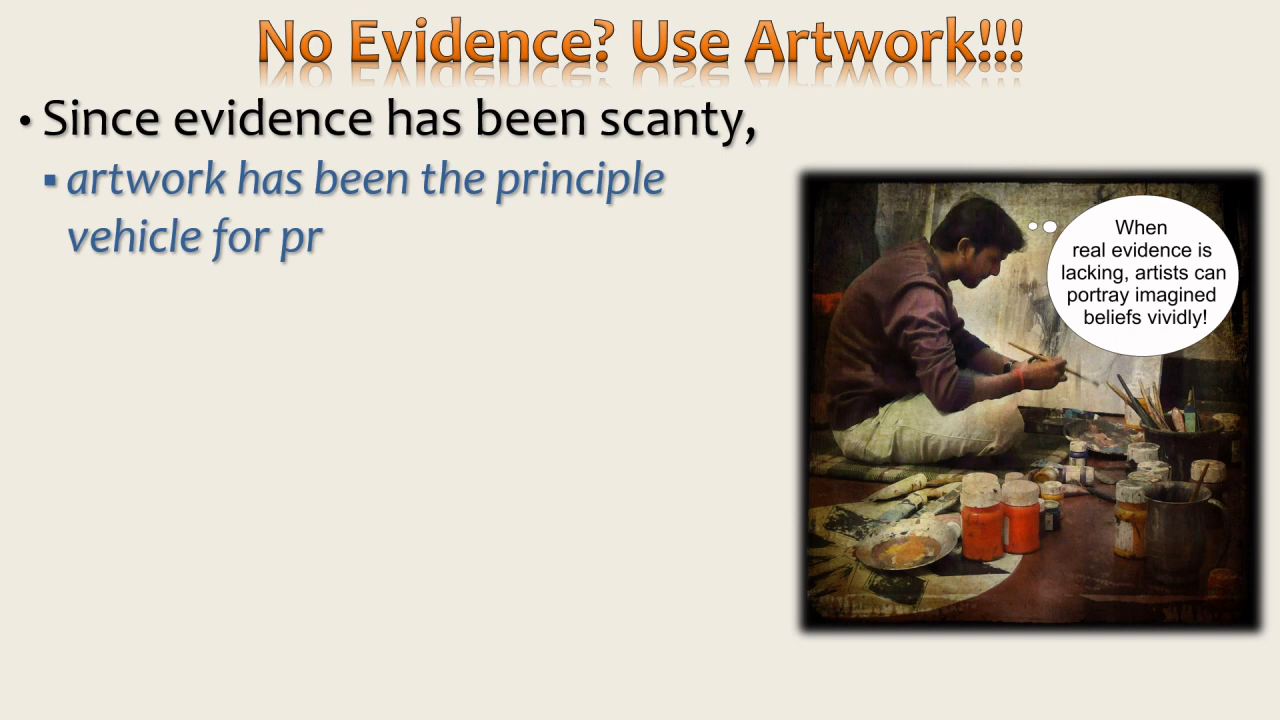 No Evidence? Use Artwork!!!
• Since evidence has been scanty,
▪ artwork has been the principle
vehicle for pr
When
real evidence is
lacking, artists can
portray imagined
beliefs vividly!